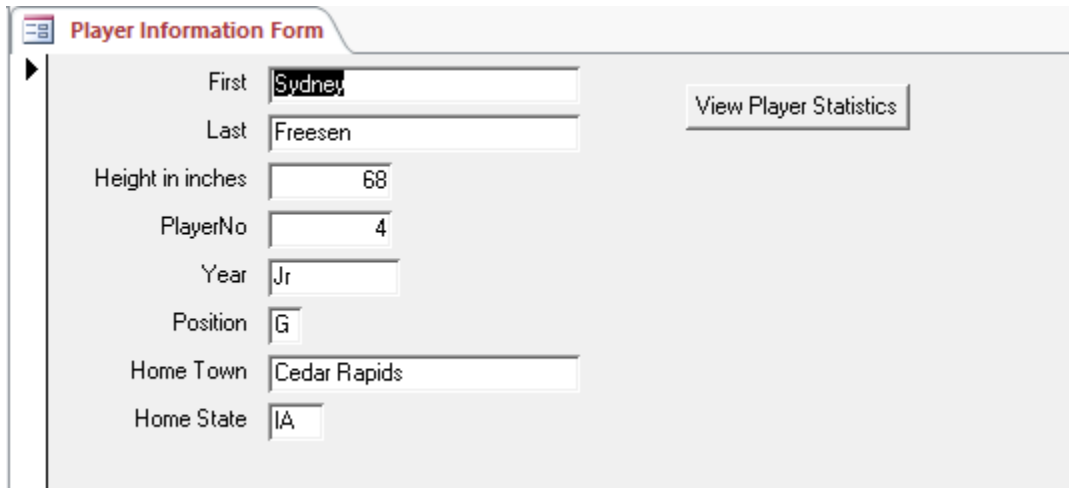 Player Information Form
First Sydney
View Player Statistics
Last Freesen
Height in inches 68
PlayerNo 4
Year Jr
Position G
Home Town Cedar Rapids
Home State IA